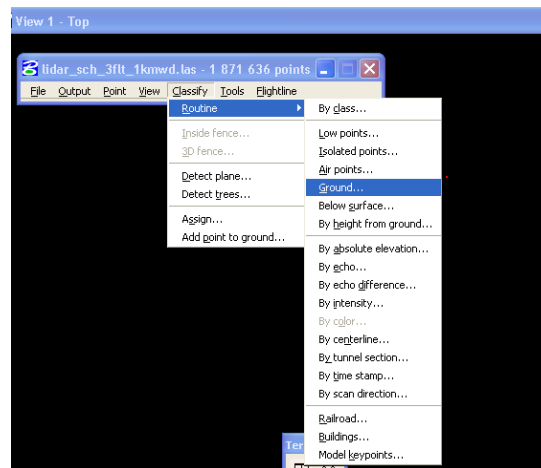 View 1 - Top
lidar_sch_3flt_1kmwd.las - 1 871 636 points
File Output Point View Classify Tools Flightline
Routine
Inside fence...
3D fence...
Detect plane...
Detect trees...
Assign...
Add point to ground...
By class...
Low points...
Isolated points...
Air points...
Ground...
Below surface...
By height from ground...
By absolute elevation...
By echo...
By echo difference...
By intensity...
By color...
By centerline...
By tunnel section...
By time stamp...
By scan direction...
Railroad...
Buildings...
Model keypoints...
Ter